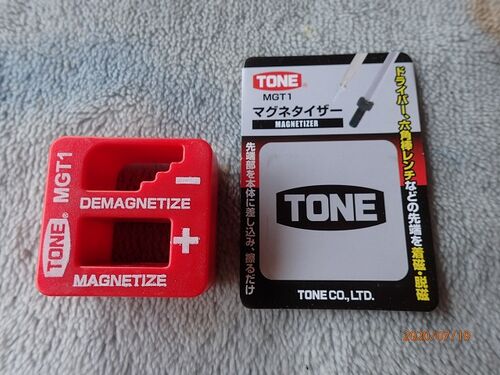 TONE® MGT1
DEMAGNETIZE
MAGNETIZE
TONE
MGT1
マグネタイザー
MAGNETIZER
ドライバー、六角棒レンチなどの先端を着磁・脱磁
先端部を本体に差し込み、擦るだけ
TONE
TONE CO., LTD.
2020/07/19